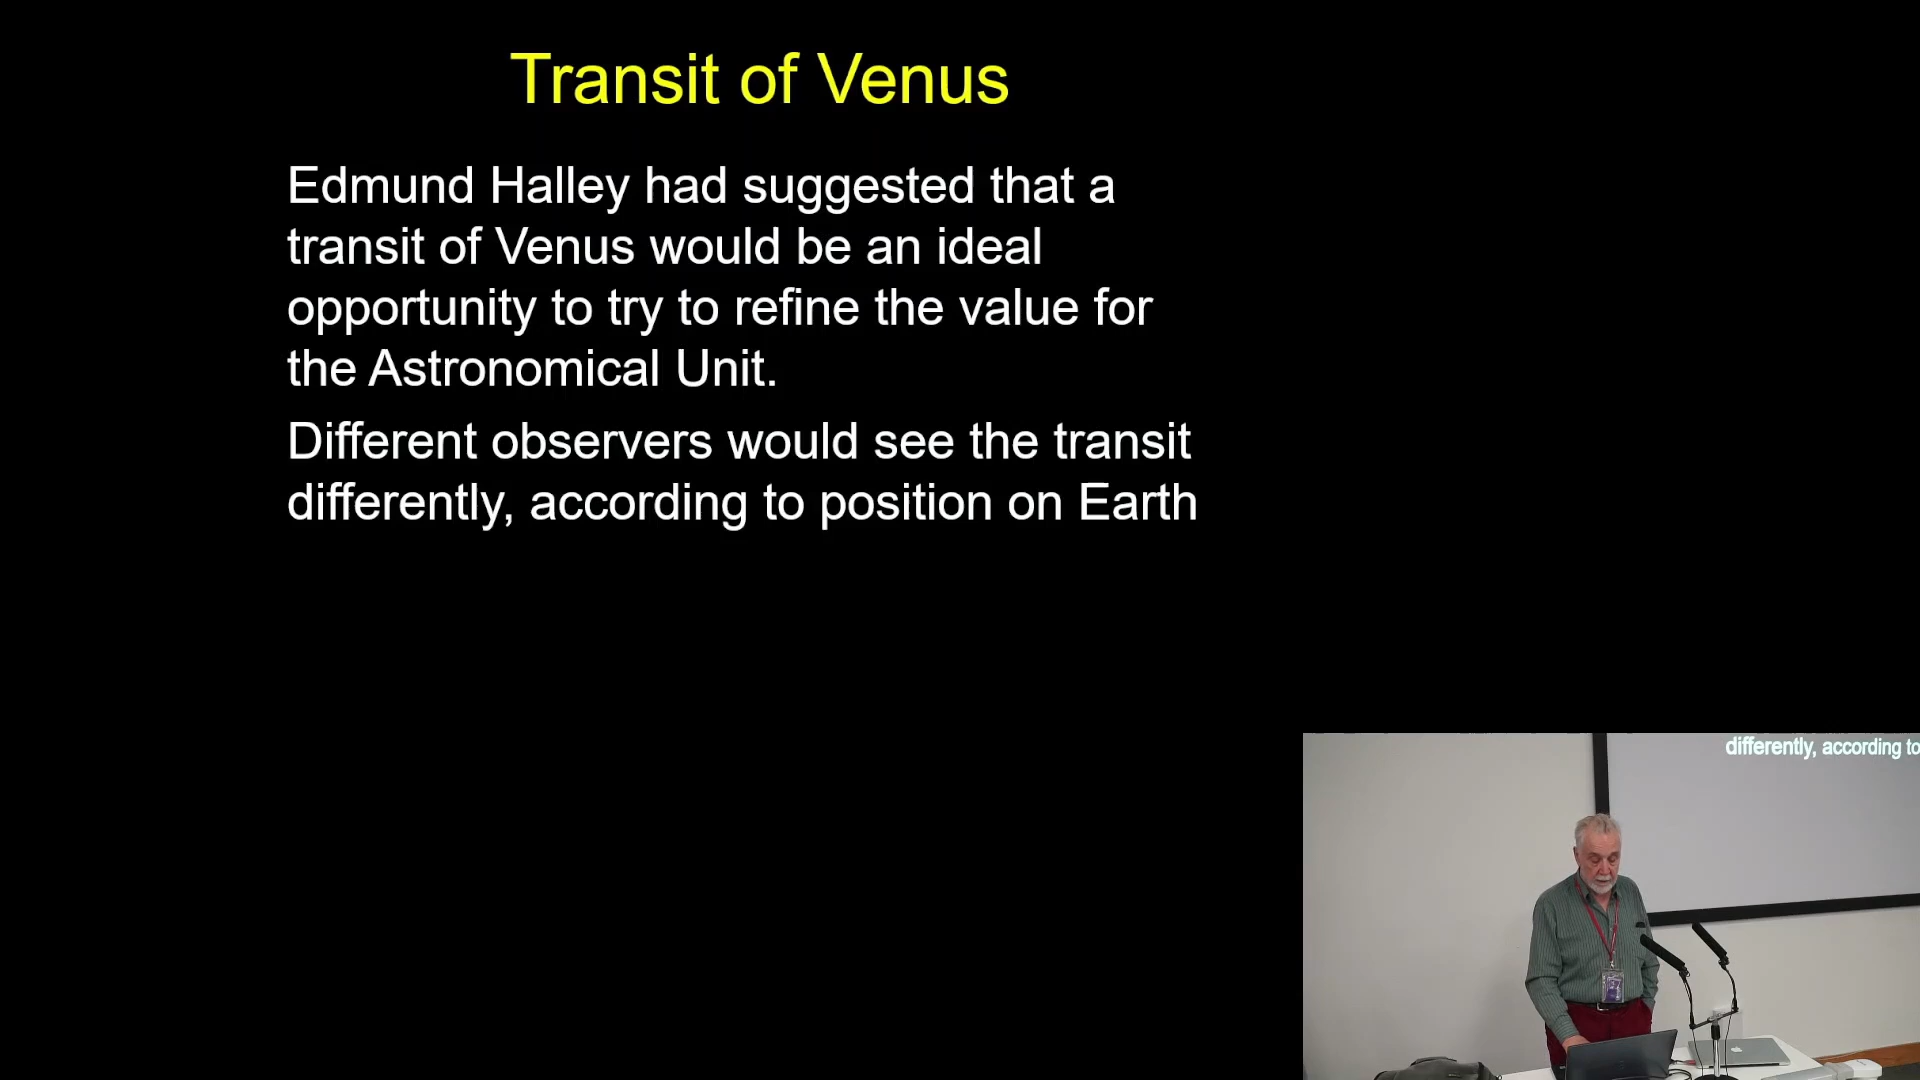 Transit of Venus
Edmund Halley had suggested that a
transit of Venus would be an ideal
opportunity to try to refine the value for
the Astronomical Unit.
Different observers would see the transit
differently, according to position on Earth
differently, according to